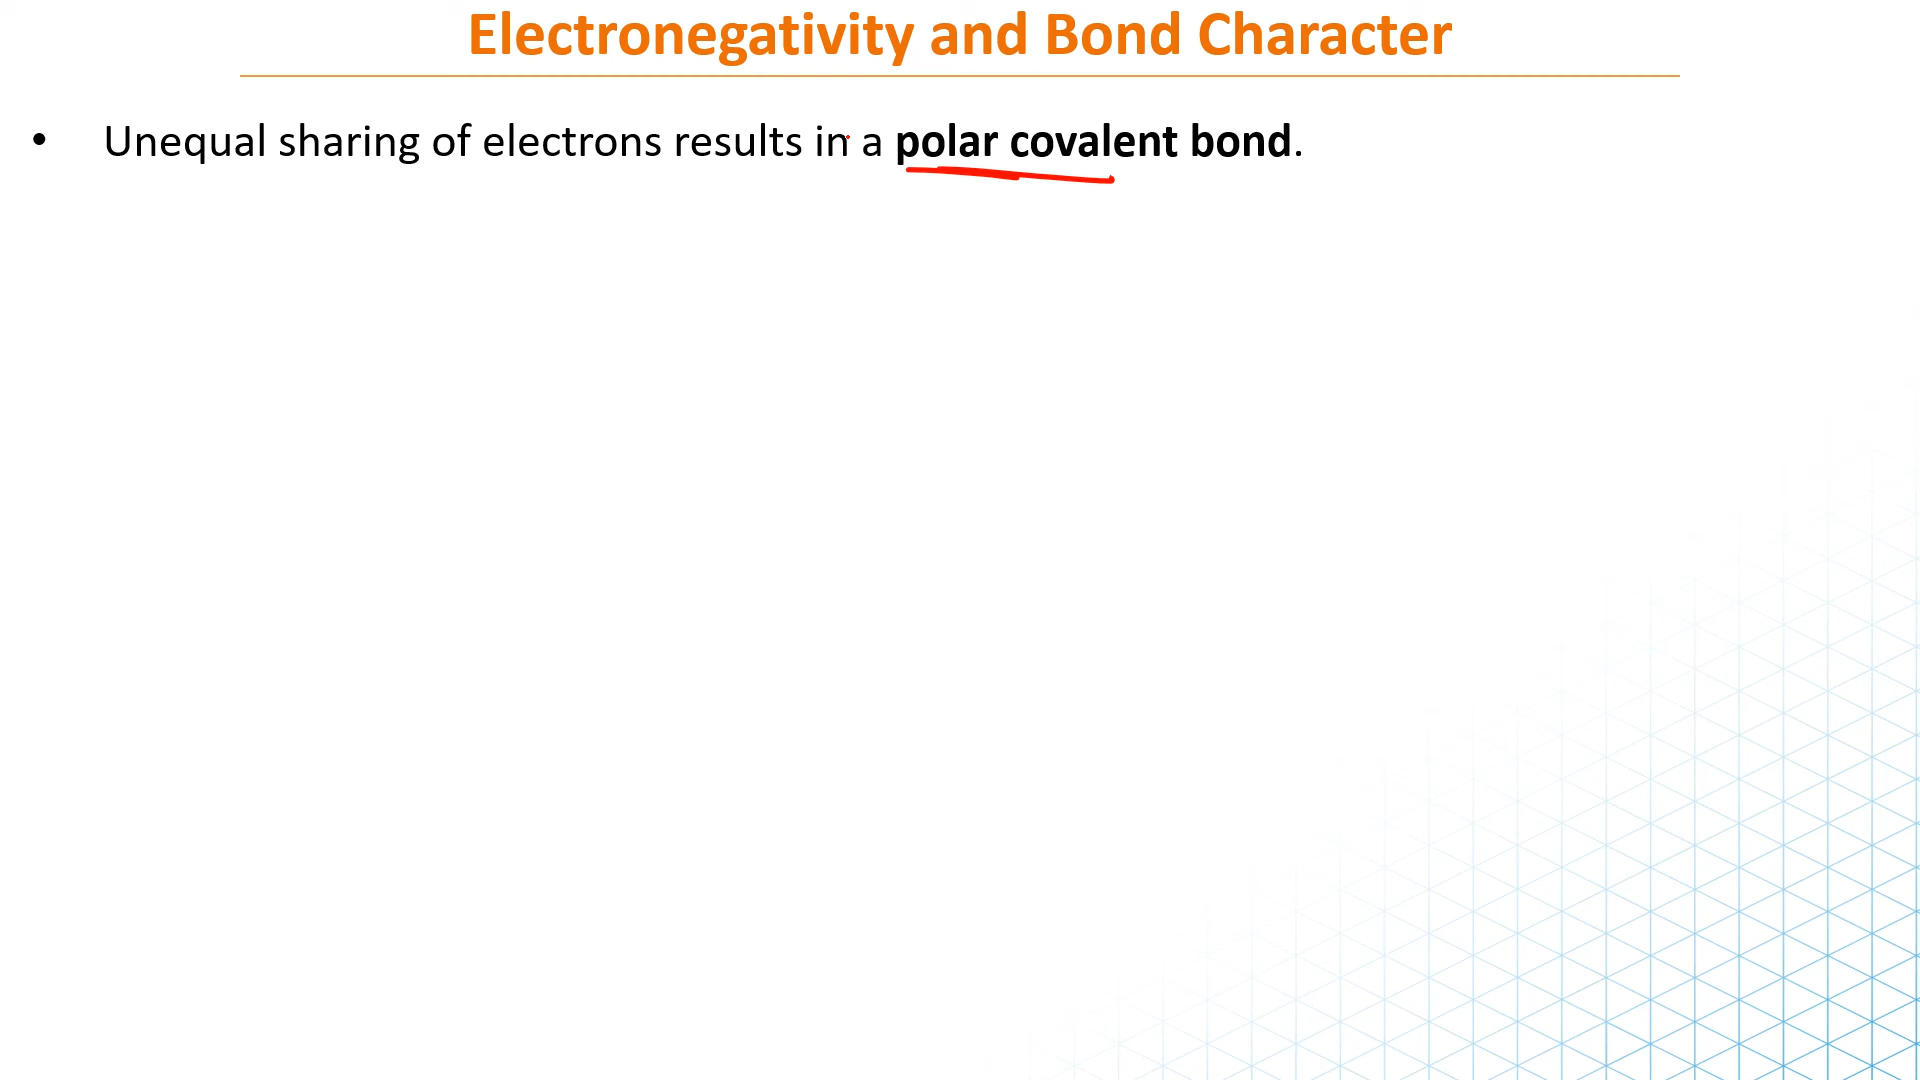 Electronegativity and Bond Character
• Unequal sharing of electrons results in a polar covalent bond.